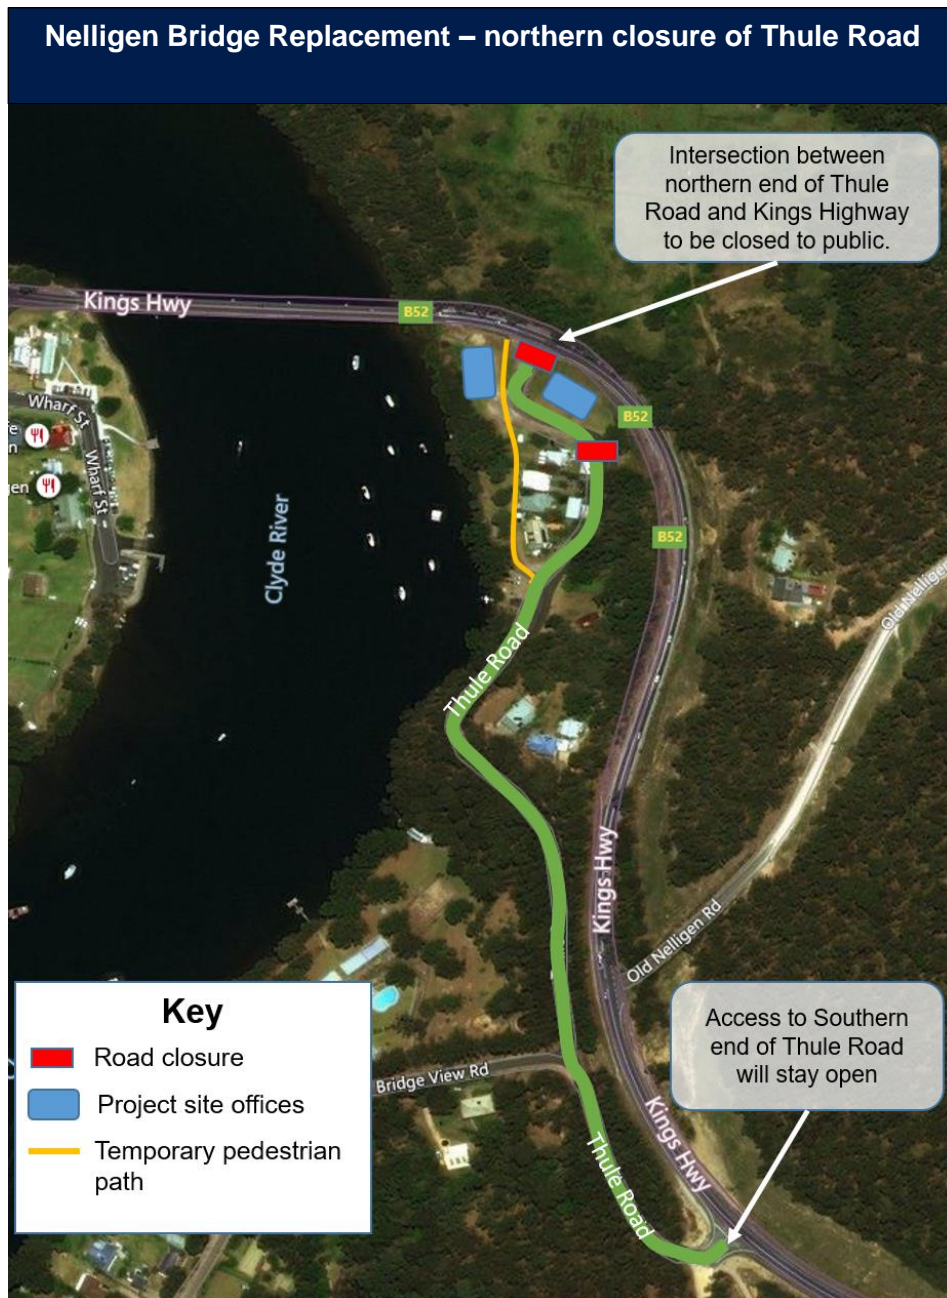 Nelligen Bridge Replacement – northern closure of Thule Road
Intersection between
northern end of Thule
Road and Kings Highway
to be closed to public.
Kings Hwy
B52
B52
B52
Wharf St
Wharf St
gen
Clyde River
Old Nelligen
Thule Road
Kings Hwy
Old Nelligen Rd
Bridge View Rd
Kings Hwy
Thule Road
Access to Southern
end of Thule Road
will stay open
Key
Road closure
Project site offices
Temporary pedestrian
path